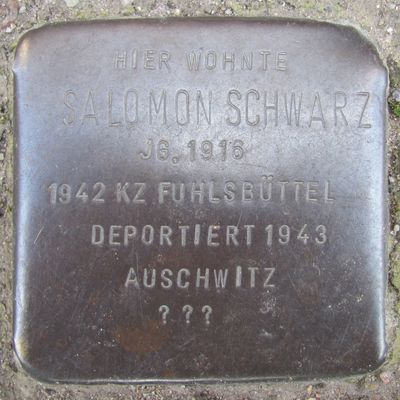 HIER WOHNTE
SALOMON SCHWARZ
JG. 1916
1942 KZ FUHLSBÜTTEL
DEPORTIERT 1943
AUSCHWITZ
???